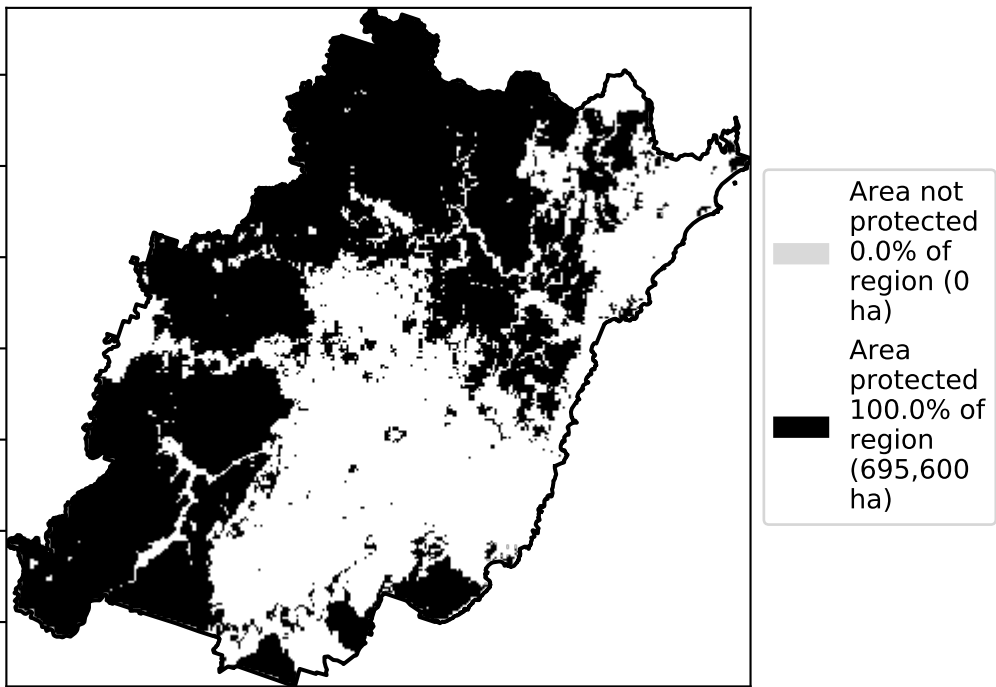 Area not
protected
0.0% of
region (0
ha)
Area
protected
100.0% of
region
(695,600
ha)